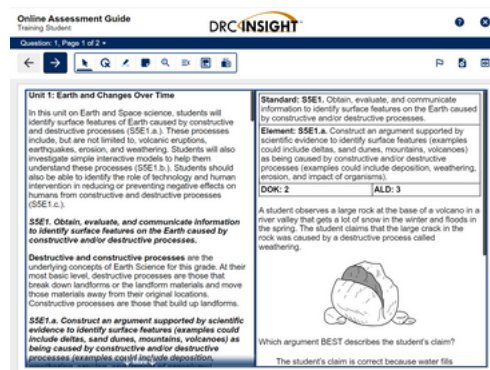 Online Assessment Guide
Training Student
DRC INSIGHT
Question: 1, Page 1 of 2
Unit 1: Earth and Changes Over Time
In this unit on Earth and Space science, students will
identify surface features of Earth caused by constructive
and destructive processes (S5E1.a.). These processes
include, but are not limited to, volcanic eruptions,
earthquakes, erosion, and weathering. Students will also
investigate simple interactive models to help them
understand these processes (S5E1.b.). Students should
also be able to identify the role of technology and human
intervention in reducing or preventing negative effects on
humans from constructive and destructive processes
(S5E1.c.).
S5E1. Obtain, evaluate, and communicate information
to identify surface features on the Earth caused by
constructive and/or destructive processes.
Destructive and constructive processes are the
underlying concepts of Earth Science for this grade. At their
most basic level, destructive processes are those that
break down landforms or the landform materials and move
those materials away from their original locations.
Constructive processes are those that build up landforms.
S5E1.a. Construct an argument supported by scientific
evidence to identify surface features (examples could
include deltas, sand dunes, mountains, volcanoes) as
being caused by constructive and/or destructive
processes (examples could include deposition,
Standard: S5E1. Obtain, evaluate, and communicate
information to identify surface features on the Earth caused
by constructive and/or destructive processes.
Element: S5E1.a. Construct an argument supported by
scientific evidence to identify surface features (examples
could include deltas, sand dunes, mountains, volcanoes)
as being caused by constructive and/or destructive
processes (examples could include deposition, weathering,
erosion, and impact of organisms).
DOK: 2 ALD: 3
A student observes a large rock at the base of a volcano in a
river valley that gets a lot of snow in the winter and floods in
the spring. The student claims that the large crack in the
rock was caused by a destructive process called
weathering.
Which argument BEST describes the student's claim?
The student's claim is correct because water fills